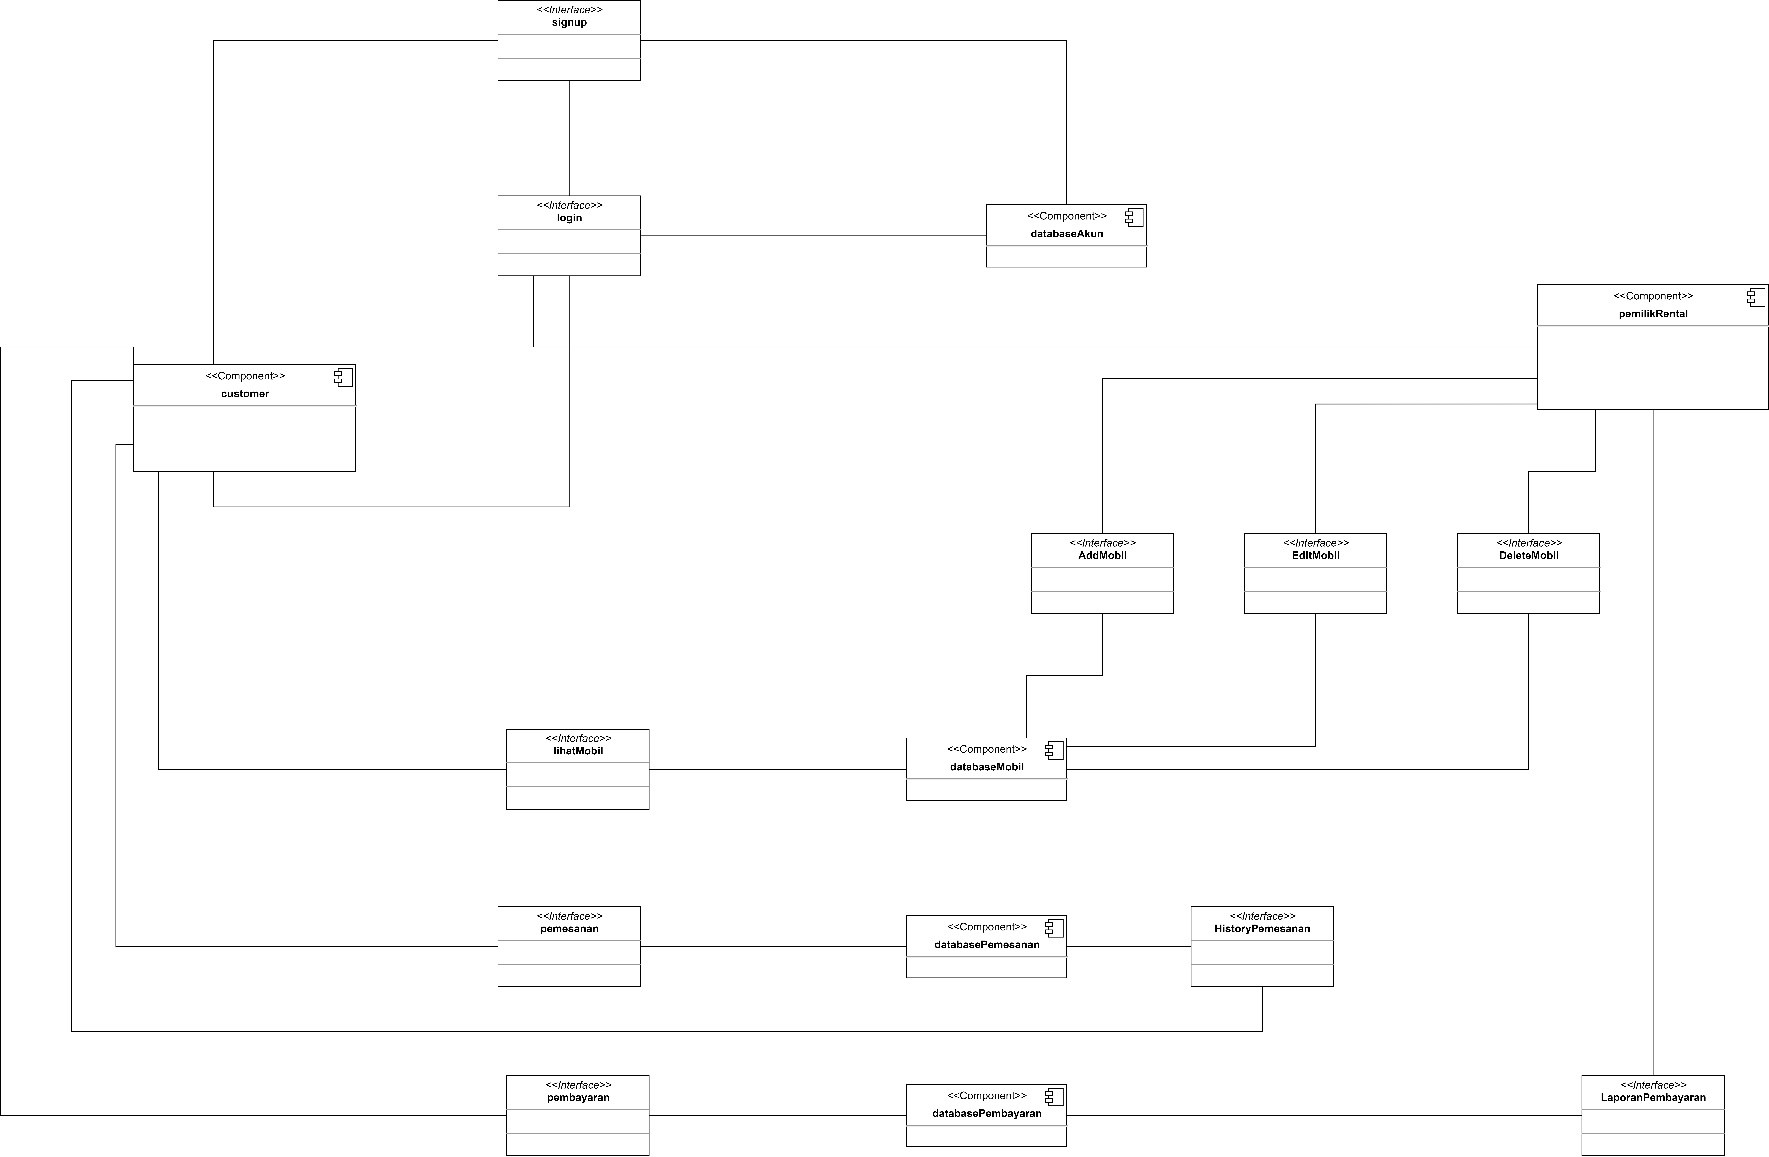 <<Interface>>
signup
<<Interface>>
login
<<Component>>
databaseAkun
<<Component>>
pemilikRental
<<Component>>
customer
<<Interface>>
AddMobil
<<Interface>>
EditMobil
<<Interface>>
DeleteMobil
<<Interface>>
lihatMobil
<<Component>>
databaseMobil
<<Interface>>
pemesanan
<<Component>>
databasePemesanan
<<Interface>>
HistoryPemesanan
<<Interface>>
pembayaran
<<Component>>
databasePembayaran
<<Interface>>
LaporanPembayaran